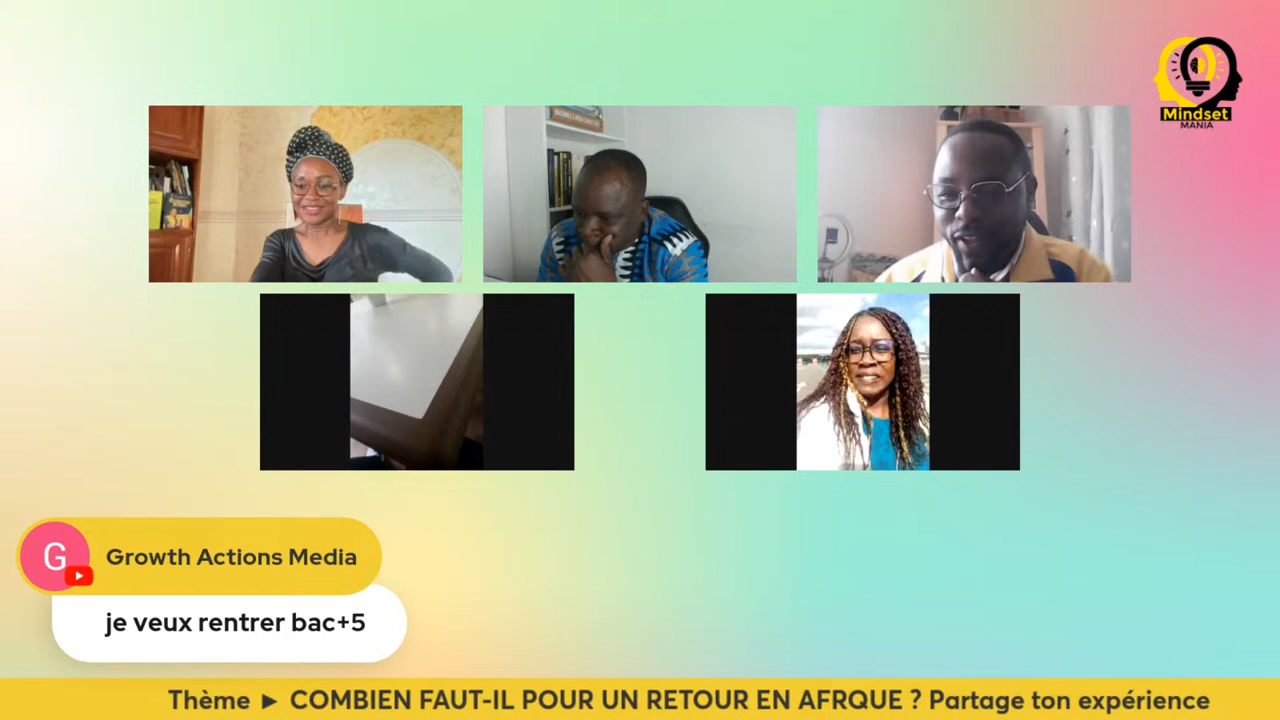 Mindset
MANIA
G
Growth Actions Media
je veux rentrer bac+5
Thème ► COMBIEN FAUT-IL POUR UN RETOUR EN AFRQUE ? Partage ton expérience